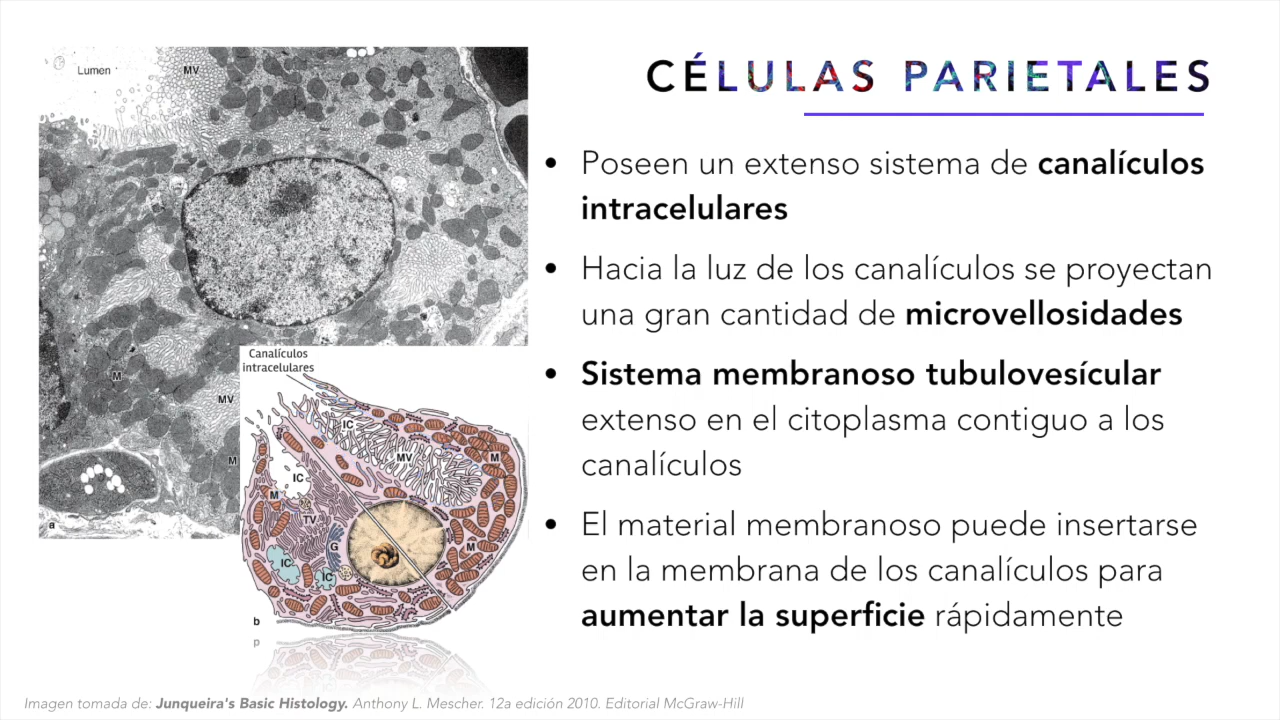 CÉLULAS PARIETALES
Lumen
MV
M
MV
M
a
Canalículos
intracelulares
IC
MV
M
IC
M
TV
G
M
IC
IC
b
• Poseen un extenso sistema de canalículos
intracelulares
• Hacia la luz de los canalículos se proyectan
una gran cantidad de microvellosidades
• Sistema membranoso tubulovesícular
extenso en el citoplasma contiguo a los
canalículos
• El material membranoso puede insertarse
en la membrana de los canalículos para
aumentar la superficie rápidamente
Imagen tomada de: Junqueira's Basic Histology. Anthony L. Mescher. 12a edición 2010. Editorial McGraw-Hill